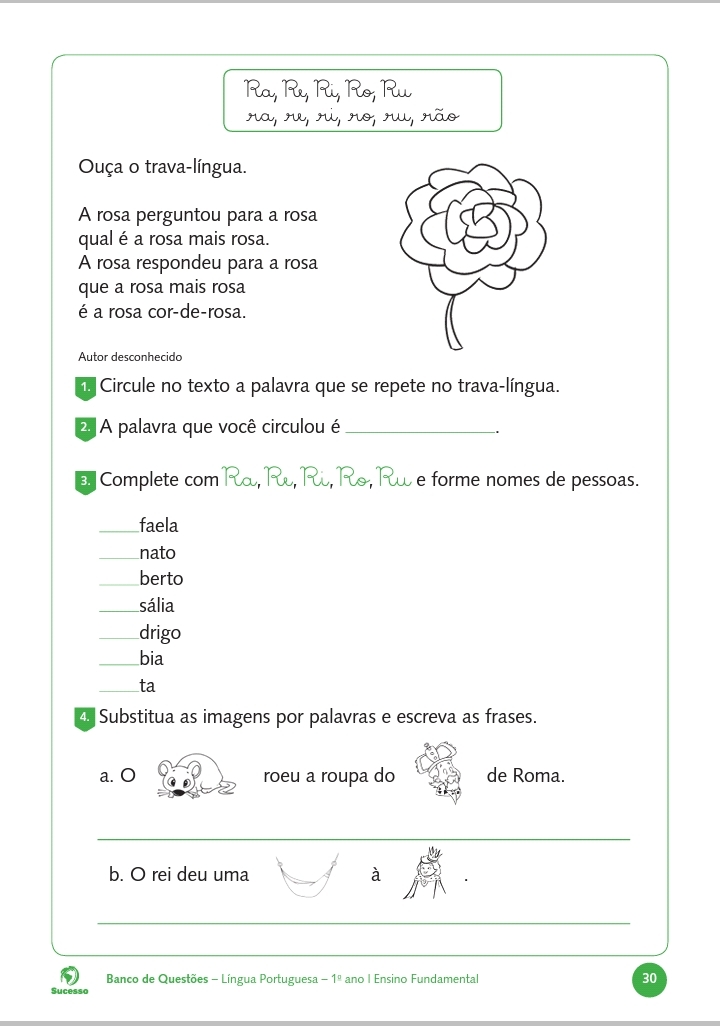 Ra, Re, Ri, Ro, Ru
ra, re, ri, ro, ru, rão
Ouça o trava-língua.
A rosa perguntou para a rosa
qual é a rosa mais rosa.
A rosa respondeu para a rosa
que a rosa mais rosa
é a rosa cor-de-rosa.
Autor desconhecido
1. Circule no texto a palavra que se repete no trava-língua.
2. A palavra que você circulou é _______________.
3. Complete com Ra, Re, Ri, Ro, Ru e forme nomes de pessoas.
____faela
____nato
____berto
____sália
____drigo
____bia
____ta
4. Substitua as imagens por palavras e escreva as frases.
a. O roeu a roupa do de Roma.
b. O rei deu uma à .
Sucesso
Banco de Questões – Língua Portuguesa – 1º ano | Ensino Fundamental
30